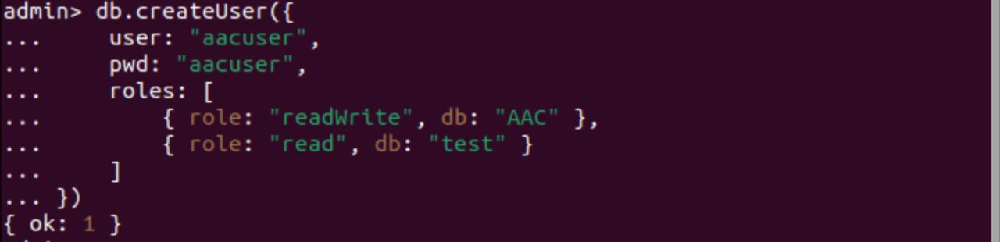 admin> db.createUser({
...     user: "aacuser",
...     pwd: "aacuser",
...     roles: [
...         { role: "readWrite", db: "AAC" },
...         { role: "read", db: "test" }
...     ]
... })
{ ok: 1 }